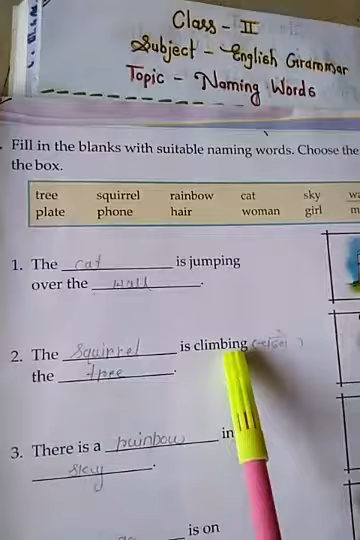 Class - II
Subject - English Grammar
Topic - Naming Words
Fill in the blanks with suitable naming words. Choose the
the box.
tree squirrel rainbow cat sky
plate phone hair woman girl
1. The cat is jumping
over the wall.
2. The squirrel is climbing
the tree.
3. There is a rainbow in
sky.
is on